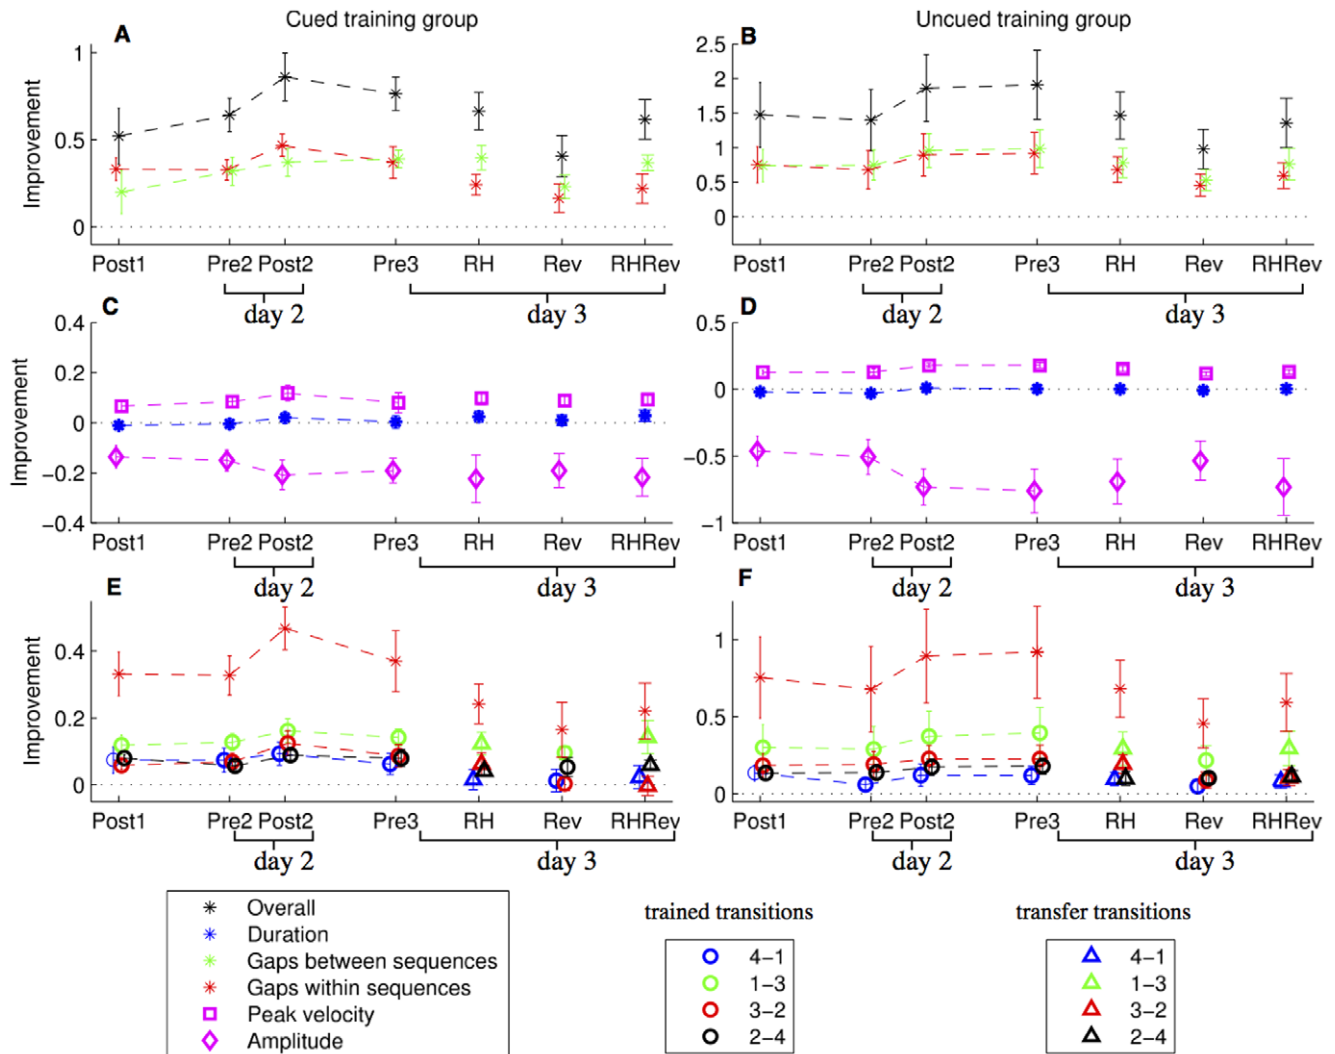 Cued training group
Uncued training group
A
B
Improvement
1
0.5
0
2.5
2
1.5
1
0.5
0
Post1 Pre2 Post2 Pre3 RH Rev RHRev
Post1 Pre2 Post2 Pre3 RH Rev RHRev
day 2 day 3
day 2 day 3
C
D
Improvement
0.4
0.2
0
−0.2
−0.4
0.5
0
−0.5
−1
Post1 Pre2 Post2 Pre3 RH Rev RHRev
Post1 Pre2 Post2 Pre3 RH Rev RHRev
day 2 day 3
day 2 day 3
E
F
Improvement
0.4
0.2
0
1
0.5
0
Post1 Pre2 Post2 Pre3 RH Rev RHRev
Post1 Pre2 Post2 Pre3 RH Rev RHRev
day 2 day 3
day 2 day 3
Overall
Duration
Gaps between sequences
Gaps within sequences
Peak velocity
Amplitude
trained transitions
4−1
1−3
3−2
2−4
transfer transitions
4−1
1−3
3−2
2−4